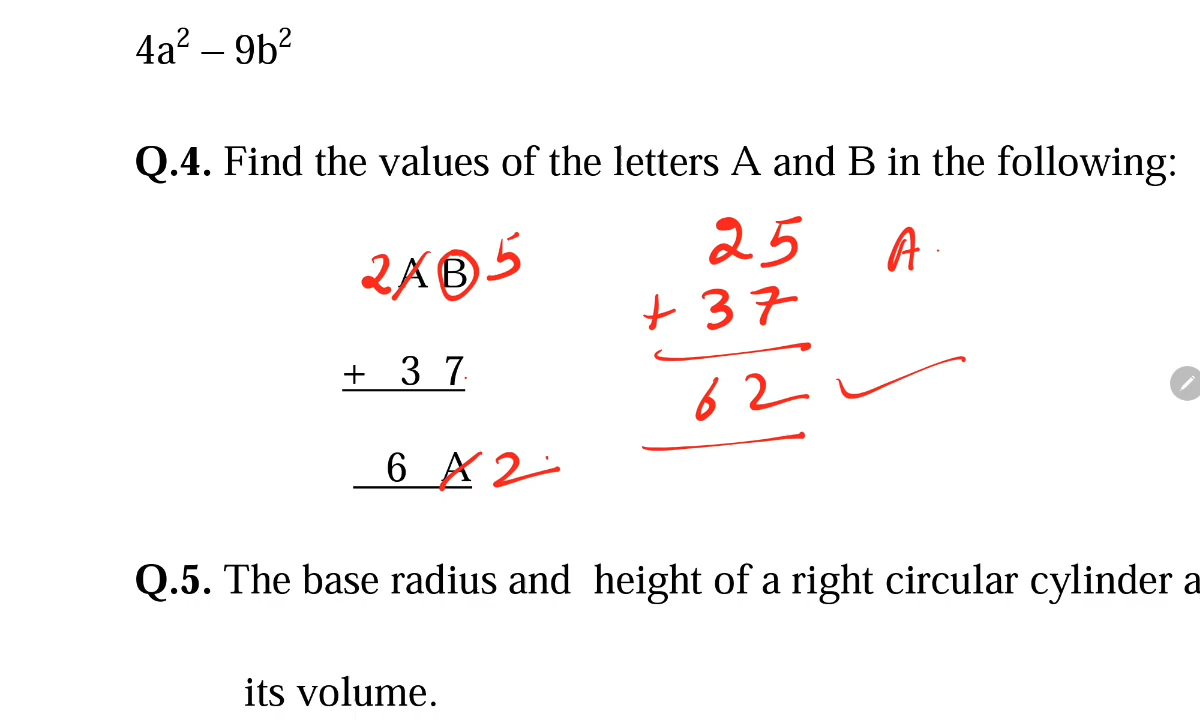 4a² – 9b²
Q.4. Find the values of the letters A and B in the following:
2 A B 5
+ 3 7
6 A 2
25 A
+ 37
62
Q.5. The base radius and height of a right circular cylinder a
its volume.